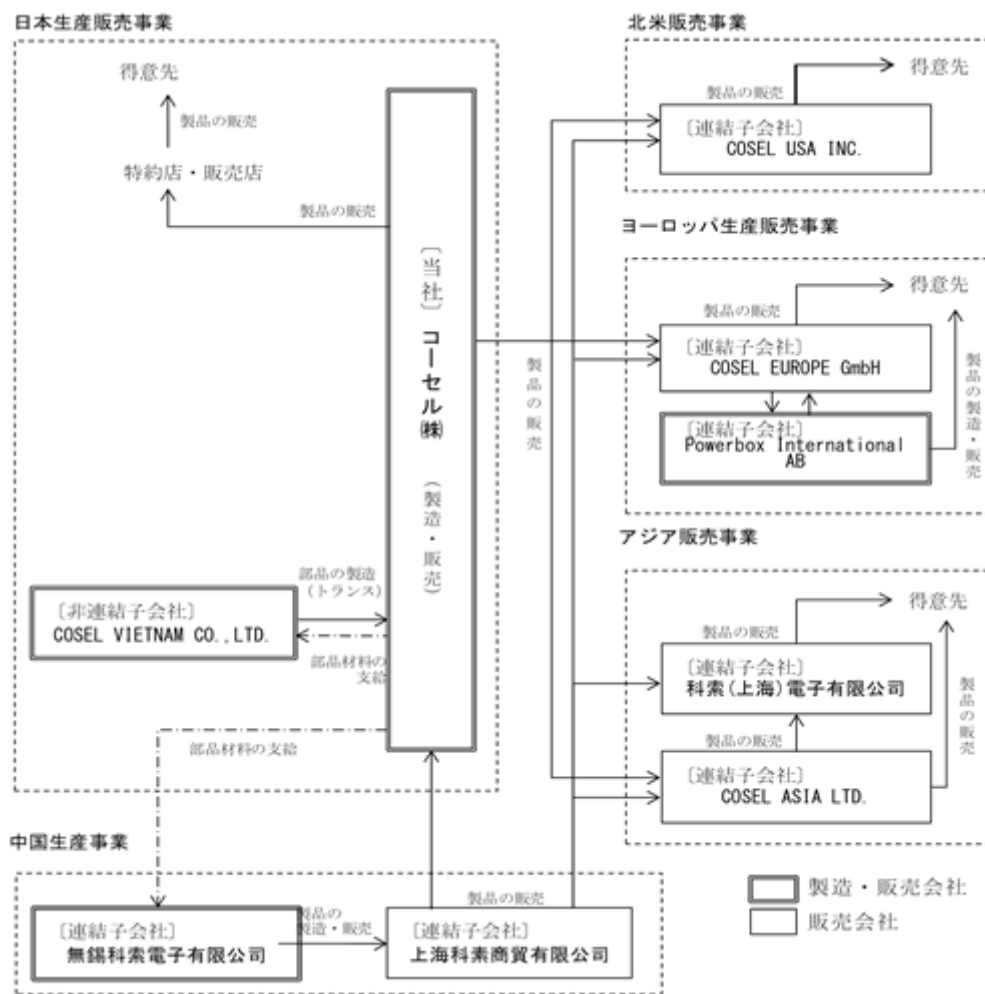 日本生産販売事業
得意先
製品の販売
特約店・販売店
製品の販売
〔当社〕コーセル㈱ (製造・販売)
部品の製造
(トランス)
〔非連結子会社〕
COSEL VIETNAM CO.,LTD.
部品材料の
支給
部品材料の支給
中国生産事業
〔連結子会社〕
無錫科索電子有限公司
製品の
製造・販売
製品の販売
〔連結子会社〕
上海科素商貿有限公司
製品の販売
北米販売事業
得意先
製品の販売
〔連結子会社〕
COSEL USA INC.
ヨーロッパ生産販売事業
得意先
製品の販売
〔連結子会社〕
COSEL EUROPE GmbH
〔連結子会社〕
Powerbox International
AB
製品の製造・販売
アジア販売事業
得意先
製品の販売
〔連結子会社〕
科索(上海)電子有限公司
製品の販売
〔連結子会社〕
COSEL ASIA LTD.
製品の販売
製造・販売会社
販売会社